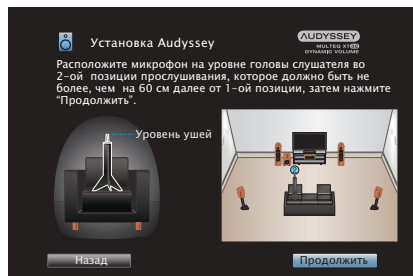 Установка Audyssey
AUDYSSEY
MULTEQ XT32
DYNAMIC VOLUME
Расположите микрофон на уровне головы слушателя во
2-ой позиции прослушивания, которое должно быть не
более, чем на 60 см далее от 1-ой позиции, затем нажмите
"Продолжить".
Уровень ушей
2
Назад
Продолжить